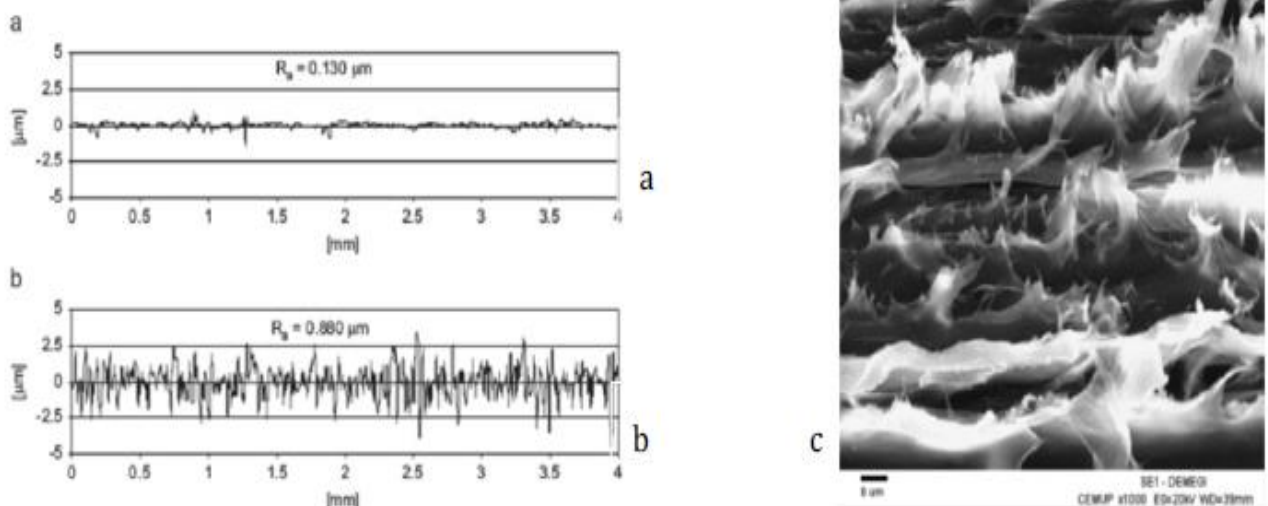 a
5
Ra = 0.130 µm
2.5
0
-2.5
-5
[µm]
0 0.5 1 1.5 2 2.5 3 3.5 4
[mm]
a
b
5
Ra = 0.880 µm
2.5
0
-2.5
-5
[µm]
0 0.5 1 1.5 2 2.5 3 3.5 4
[mm]
b
c
SE1 - DEMEGI
CEMUP x1000 E0=20kV WD=39mm